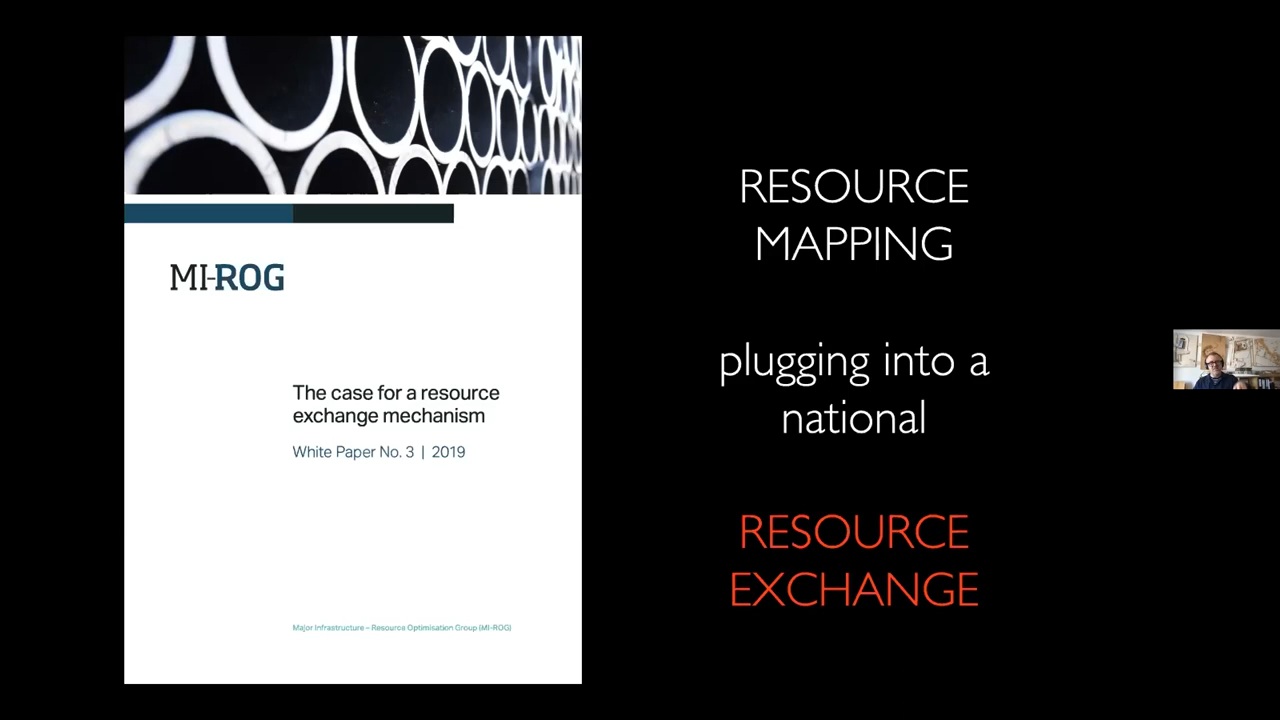 MI-ROG
The case for a resource
exchange mechanism
White Paper No. 3 | 2019
Major Infrastructure – Resource Optimisation Group (MI-ROG)
RESOURCE
MAPPING
plugging into a
national
RESOURCE
EXCHANGE